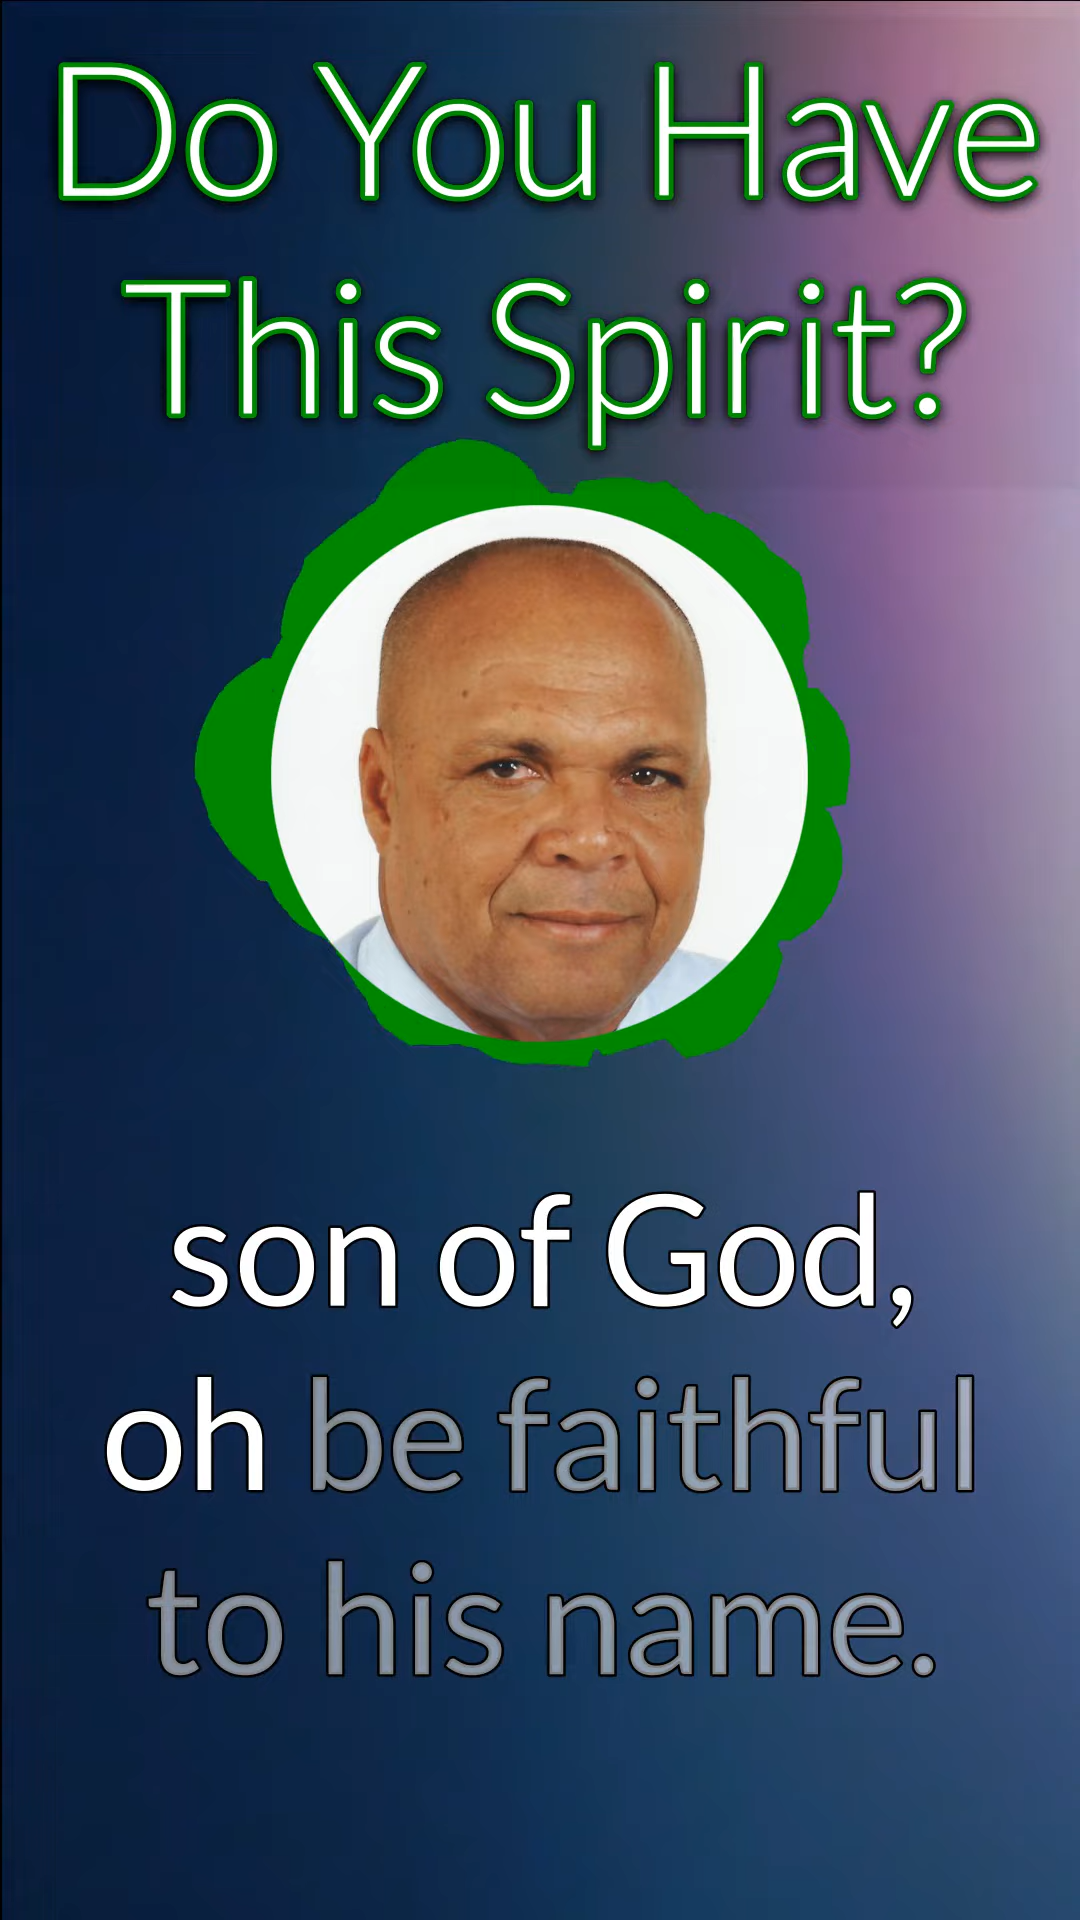 Do You Have
This Spirit?
son of God,
oh be faithful
to his name.